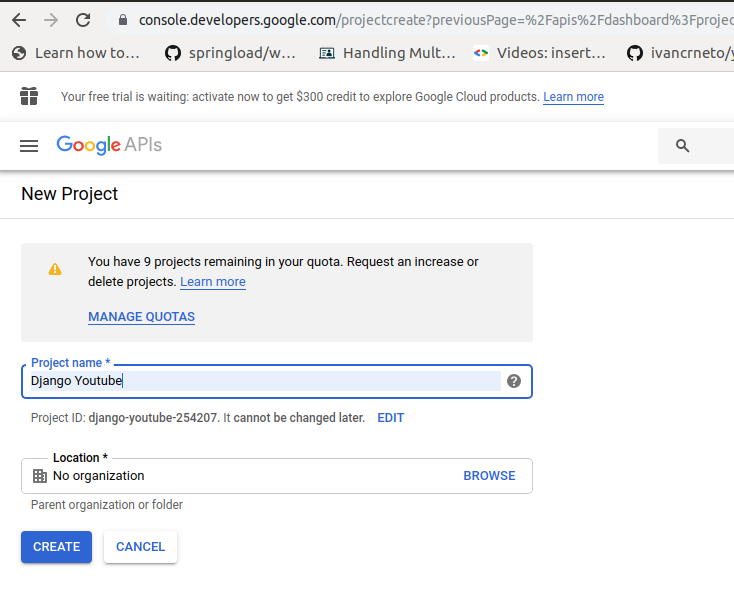 console.developers.google.com/projectcreate?previousPage=%2Fapis%2Fdashboard%3Fprojec
Learn how to… springload/w… Handling Mult… Videos: insert… ivancrneto/y
Your free trial is waiting: activate now to get $300 credit to explore Google Cloud products. Learn more
Google APIs
New Project
You have 9 projects remaining in your quota. Request an increase or
delete projects. Learn more
MANAGE QUOTAS
Project name *
Django Youtube
Project ID: django-youtube-254207. It cannot be changed later. EDIT
Location *
No organization BROWSE
Parent organization or folder
CREATE CANCEL